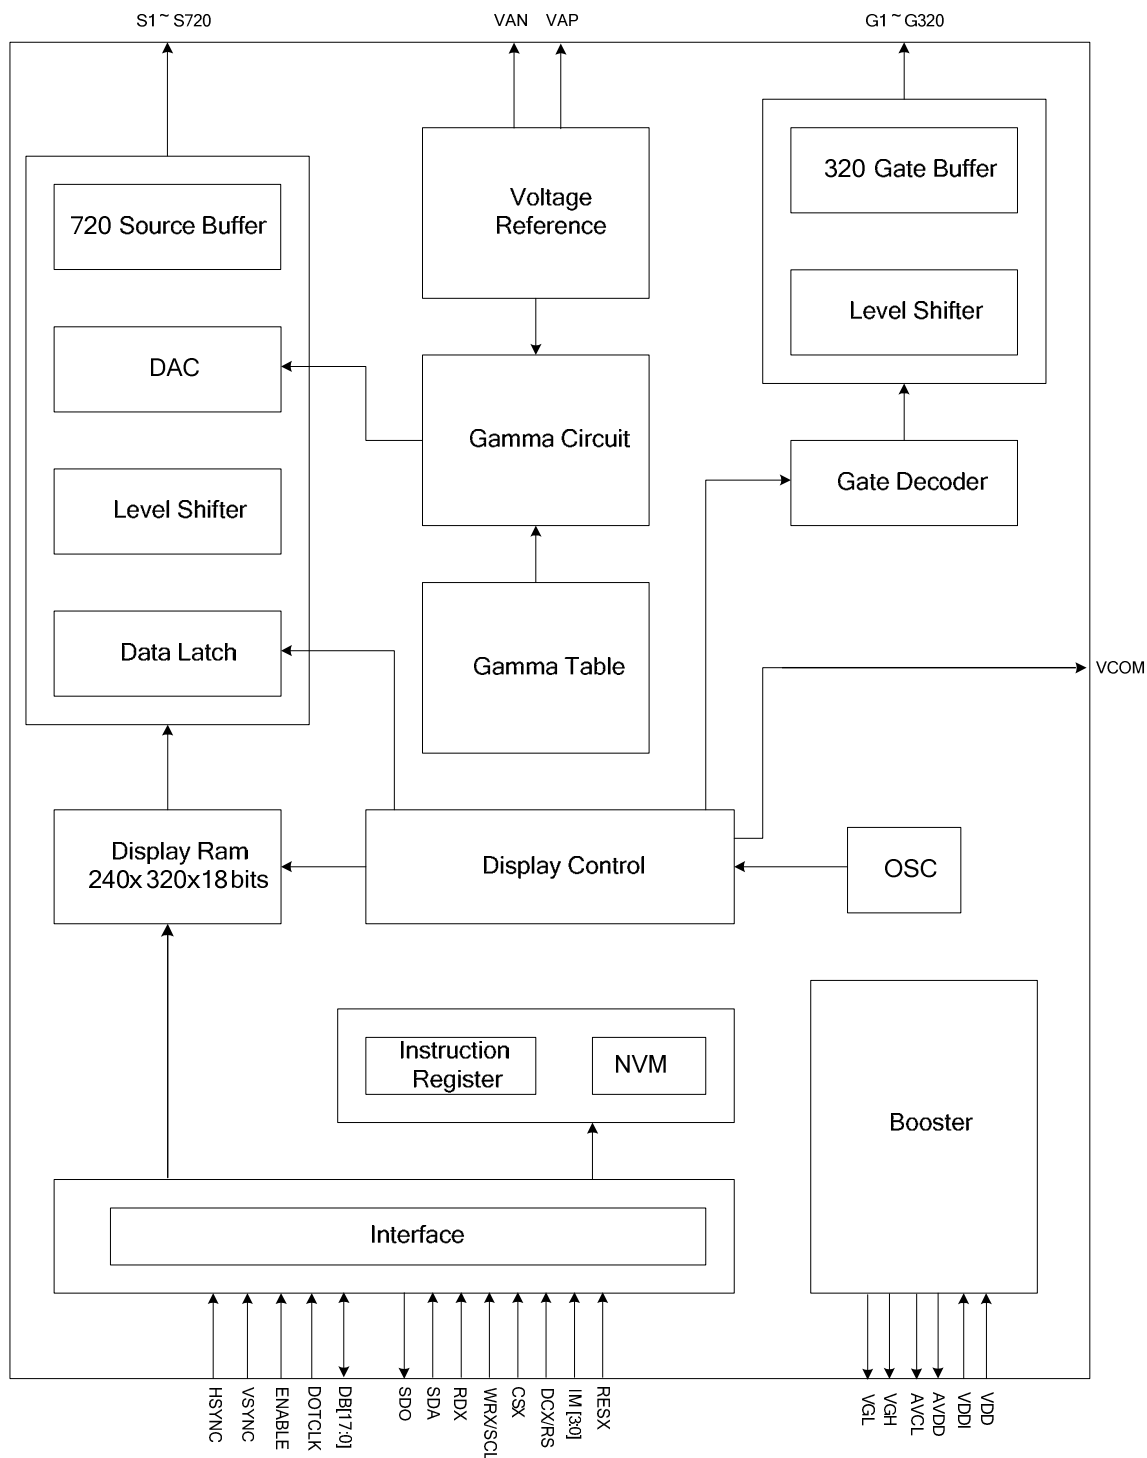 S1~S720
VAN VAP
G1~G320
720 Source Buffer
Voltage
Reference
320 Gate Buffer
Level Shifter
DAC
Gamma Circuit
Gate Decoder
Level Shifter
Data Latch
Gamma Table
VCOM
Display Ram
240x320x18bits
Display Control
OSC
Instruction
Register
NVM
Booster
Interface
HSYNC
VSYNC
ENABLE
DOTCLK
DB[17:0]
SDO
SDA
RDX
WRX/SCL
CSX
DCX/RS
IM [3:0]
RESX
VGL
VGH
AVCL
AVDD
VDDI
VDD